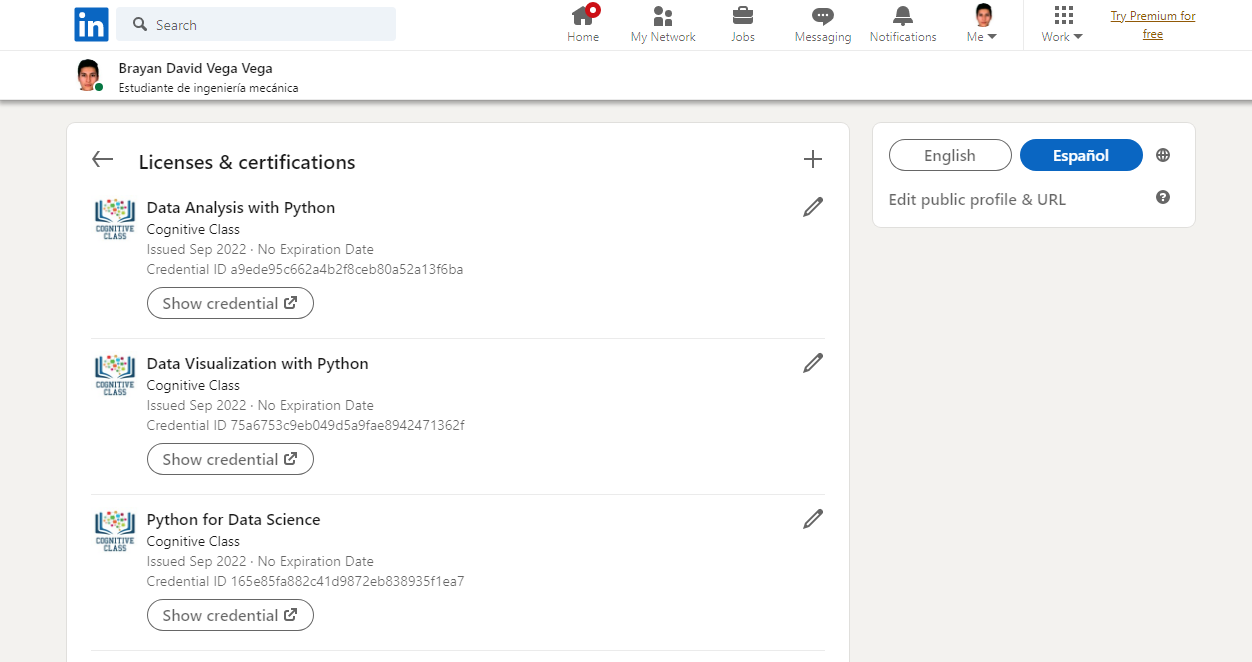 in
Search
Home
My Network
Jobs
Messaging
Notifications
Me
Work
Try Premium for
free
Brayan David Vega Vega
Estudiante de ingeniería mecánica
Licenses & certifications
English
Español
Edit public profile & URL
?
COGNITIVE
CLASS
Data Analysis with Python
Cognitive Class
Issued Sep 2022 · No Expiration Date
Credential ID a9ede95c662a4b2f8ceb80a52a13f6ba
Show credential
COGNITIVE
CLASS
Data Visualization with Python
Cognitive Class
Issued Sep 2022 · No Expiration Date
Credential ID 75a6753c9eb049d5a9fae8942471362f
Show credential
COGNITIVE
CLASS
Python for Data Science
Cognitive Class
Issued Sep 2022 · No Expiration Date
Credential ID 165e85fa882c41d9872eb838935f1ea7
Show credential